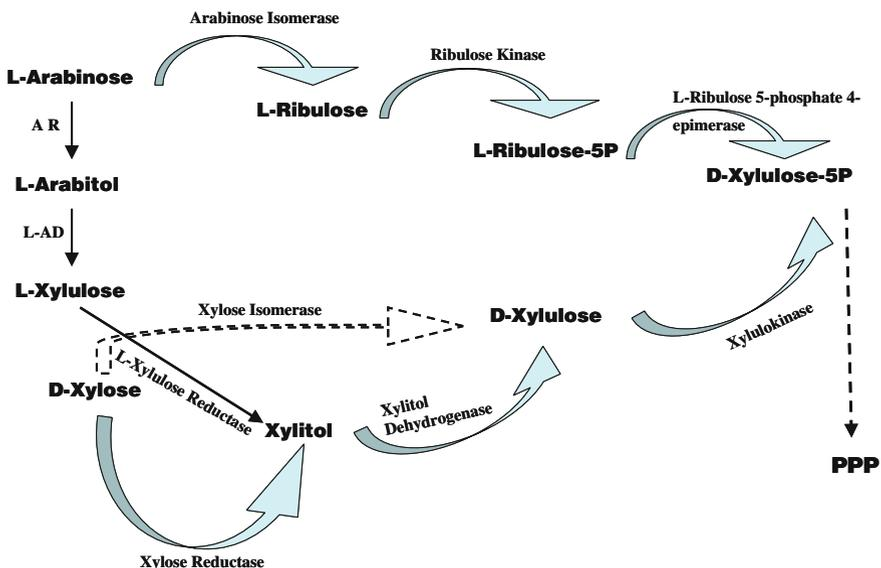 Arabinose Isomerase
Ribulose Kinase
L-Arabinose
L-Ribulose
L-Ribulose 5-phosphate 4-
epimerase
A R
L-Ribulose-5P
D-Xylulose-5P
L-Arabitol
L-AD
L-Xylulose
Xylose Isomerase
D-Xylulose
Xylulokinase
L-Xylulose Reductase
D-Xylose
Xylitol
Xylitol
Dehydrogenase
PPP
Xylose Reductase